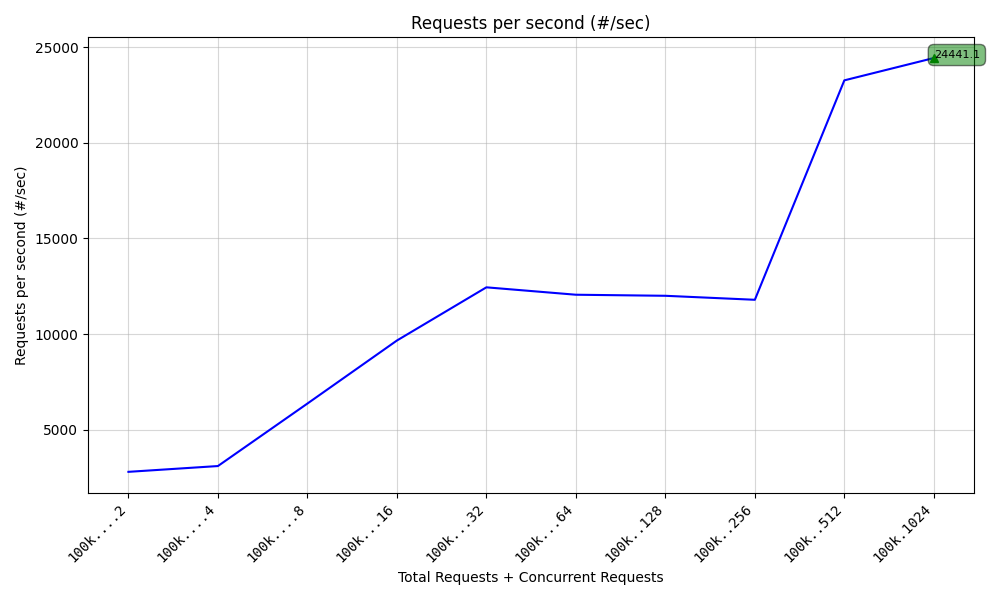 Requests per second (#/sec)
25000
24441.1
20000
15000
10000
5000
Requests per second (#/sec)
100k....2
100k....4
100k....8
100k...16
100k...32
100k...64
100k..128
100k..256
100k..512
100k.1024
Total Requests + Concurrent Requests